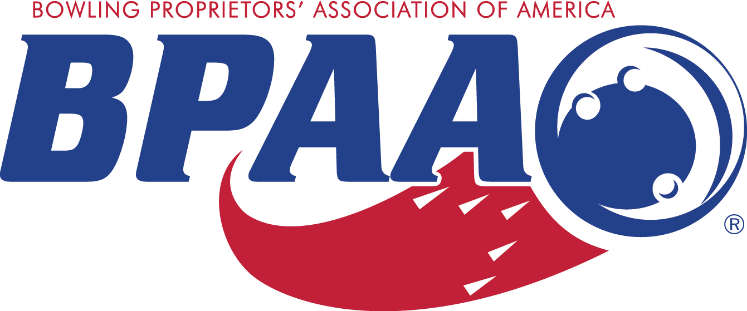 BOWLING PROPRIETORS’ ASSOCIATION OF AMERICA
BPAA
®